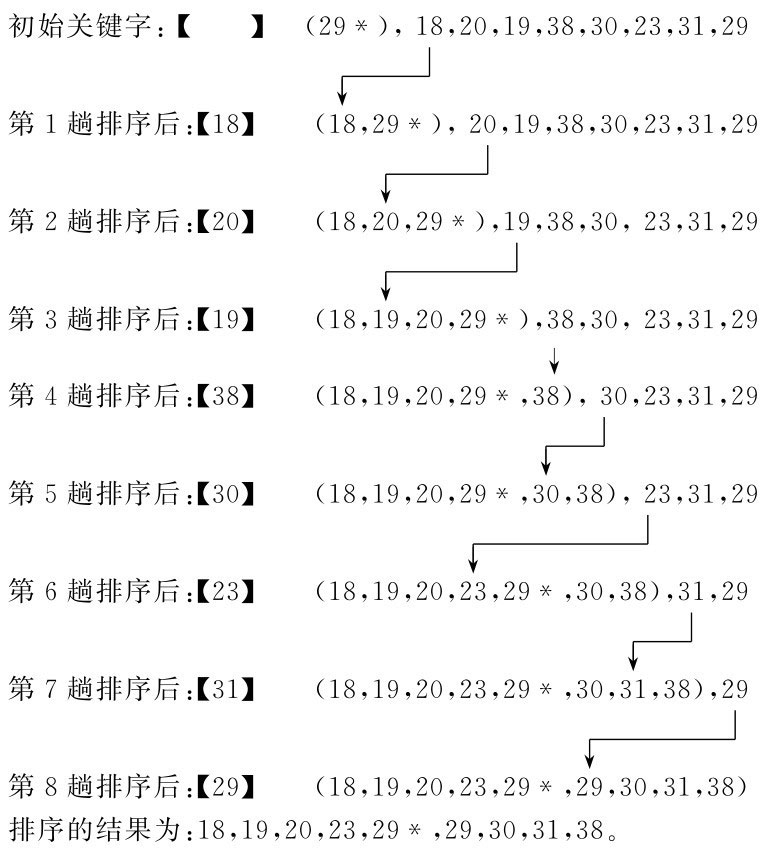 初始关键字:【　　】 (29 * ), 18,20,19,38,30,23,31,29
第 1 趟排序后:【18】 (18,29 * ), 20,19,38,30,23,31,29
第 2 趟排序后:【20】 (18,20,29 * ),19,38,30, 23,31,29
第 3 趟排序后:【19】 (18,19,20,29 * ),38,30, 23,31,29
第 4 趟排序后:【38】 (18,19,20,29 * ,38), 30,23,31,29
第 5 趟排序后:【30】 (18,19,20,29 * ,30,38), 23,31,29
第 6 趟排序后:【23】 (18,19,20,23,29 * ,30,38),31,29
第 7 趟排序后:【31】 (18,19,20,23,29 * ,30,31,38),29
第 8 趟排序后:【29】 (18,19,20,23,29 * ,29,30,31,38)
排序的结果为:18,19,20,23,29 * ,29,30,31,38。